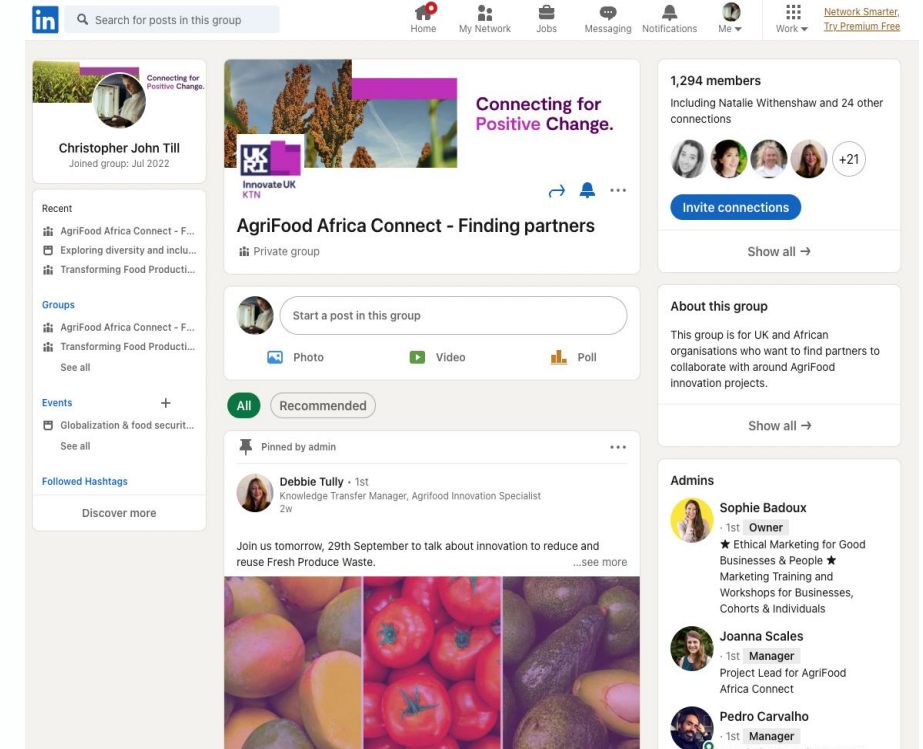 in
Search for posts in this group
Home
My Network
Jobs
Messaging
Notifications
Me
Work
Network Smarter,
Try Premium Free
Connecting for
Positive Change.
Christopher John Till
Joined group: Jul 2022
Recent
AgriFood Africa Connect - F...
Exploring diversity and inclu...
Transforming Food Producti...
Groups
AgriFood Africa Connect - F...
Transforming Food Producti...
See all
Events
Globalization & food securit...
See all
Followed Hashtags
Discover more
Connecting for
Positive Change.
UK
RI
Innovate UK
KTN
AgriFood Africa Connect - Finding partners
Private group
Start a post in this group
Photo
Video
Poll
All
Recommended
Pinned by admin
Debbie Tully • 1st
Knowledge Transfer Manager, Agrifood Innovation Specialist
2w
Join us tomorrow, 29th September to talk about innovation to reduce and
reuse Fresh Produce Waste.
...see more
1,294 members
Including Natalie Withenshaw and 24 other
connections
+21
Invite connections
Show all →
About this group
This group is for UK and African
organisations who want to find partners to
collaborate with around AgriFood
innovation projects.
Show all →
Admins
Sophie Badoux
· 1st Owner
★ Ethical Marketing for Good
Businesses & People ★
Marketing Training and
Workshops for Businesses,
Cohorts & Individuals
Joanna Scales
· 1st Manager
Project Lead for AgriFood
Africa Connect
Pedro Carvalho
· 1st Manager